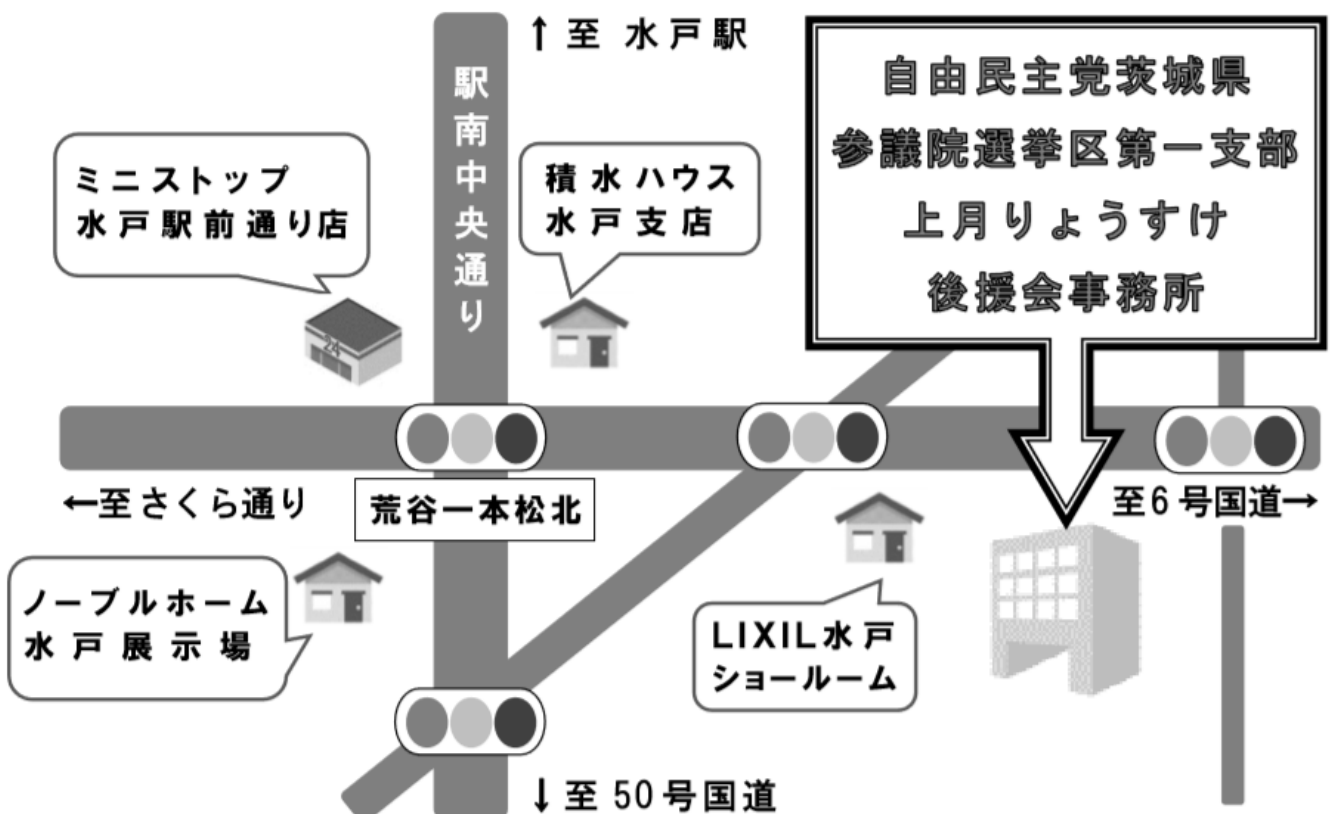 ↑至 水戸駅
駅南中央通り
自由民主党茨城県
参議院選挙区第一支部
上月りょうすけ
後援会事務所
ミニストップ
水戸駅前通り店
積水ハウス
水戸支店
24
←至さくら通り
荒谷一本松北
至6号国道→
ノーブルホーム
水戸展示場
LIXIL水戸
ショールーム
↓至50号国道